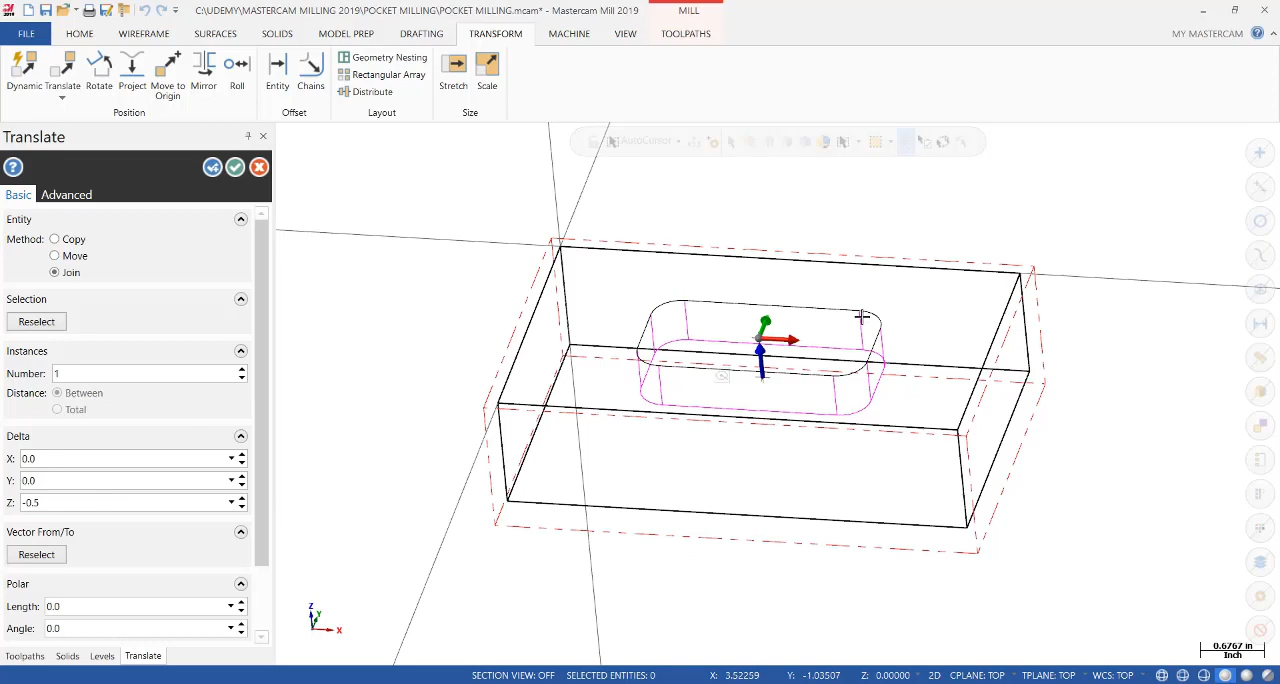 C:\UDEMY\MASTERCAM MILLING 2019\POCKET MILLING\POCKET MILLING.mcam* - Mastercam Mill 2019
MILL
FILE HOME WIREFRAME SURFACES SOLIDS MODEL PREP DRAFTING TRANSFORM MACHINE VIEW TOOLPATHS MY MASTERCAM
Dynamic Translate Rotate Project Move to Origin Mirror Roll
Position
Entity Chains
Offset
Geometry Nesting
Rectangular Array
Distribute
Layout
Stretch Scale
Size
Translate
AutoCursor
Basic Advanced
Entity
Method: Copy
Move
Join
Selection
Reselect
Instances
Number: 1
Distance: Between
Total
Delta
X: 0.0
Y: 0.0
Z: -0.5
Vector From/To
Reselect
Polar
Length: 0.0
Angle: 0.0
Z
Y
X
0.6767 in
Inch
Toolpaths Solids Levels Translate
SECTION VIEW: OFF SELECTED ENTITIES: 0 X: 3.52259 Y: -1.03507 Z: 0.00000 2D CPLANE: TOP TPLANE: TOP WCS: TOP